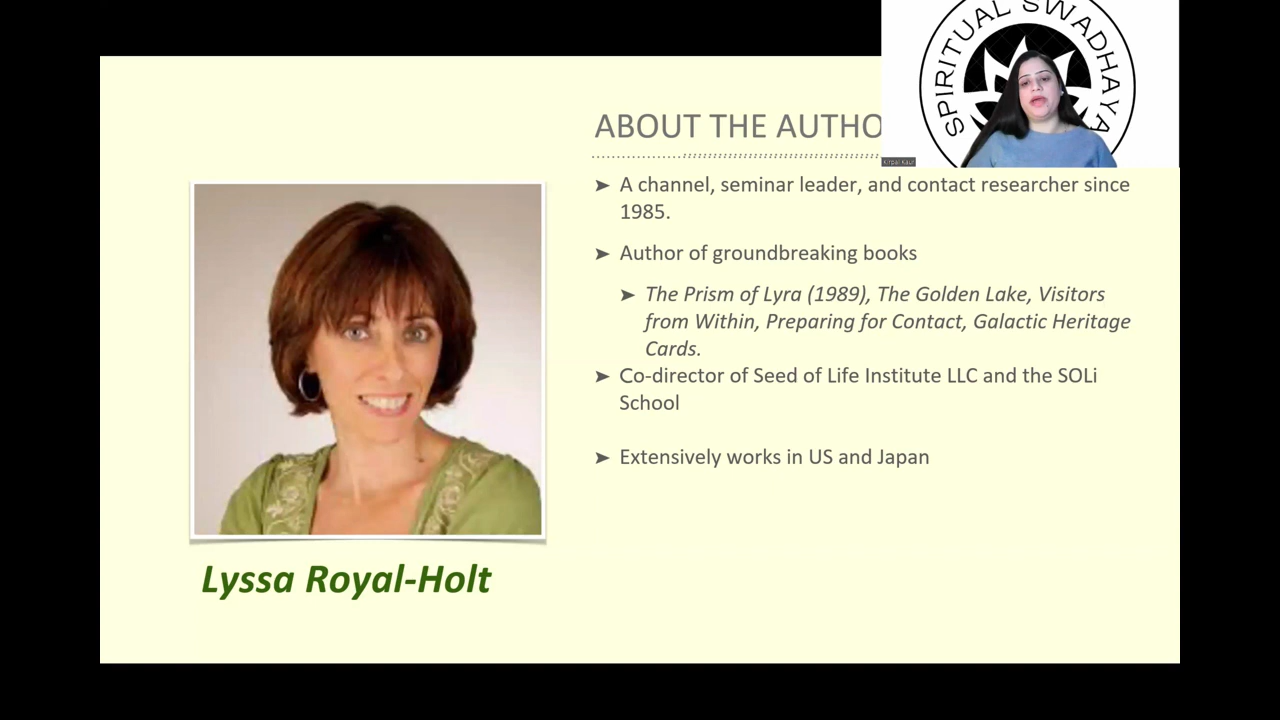 SPIRITUAL SWADHAYA
Kirpal Kaur
ABOUT THE AUTHO
➤ A channel, seminar leader, and contact researcher since
1985.
➤ Author of groundbreaking books
➤ The Prism of Lyra (1989), The Golden Lake, Visitors
from Within, Preparing for Contact, Galactic Heritage
Cards.
➤ Co-director of Seed of Life Institute LLC and the SOLi
School
➤ Extensively works in US and Japan
Lyssa Royal-Holt